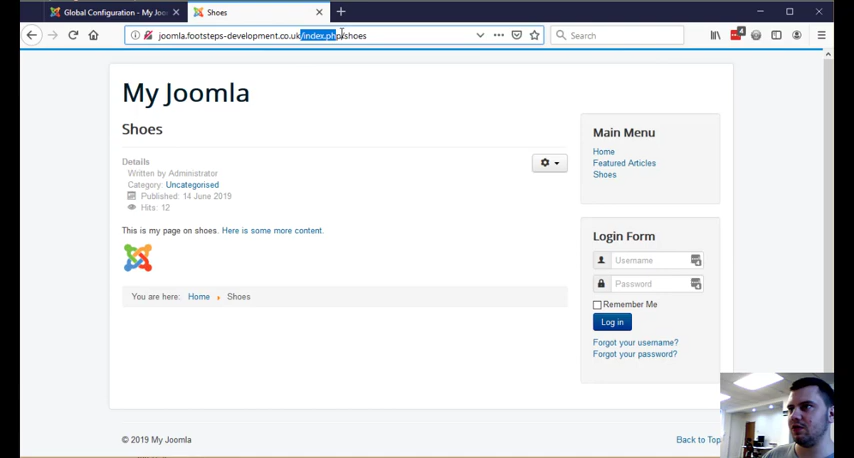 Global Configuration - My Joo
Shoes
joomla.footsteps-development.co.uk/index.php/shoes
Search
4
My Joomla
Shoes
Details
Written by Administrator
Category: Uncategorised
Published: 14 June 2019
Hits: 12
This is my page on shoes. Here is some more content.
You are here: Home Shoes
Main Menu
Home
Featured Articles
Shoes
Login Form
Username
Password
Remember Me
Log in
Forgot your username?
Forgot your password?
© 2019 My Joomla
Back to Top